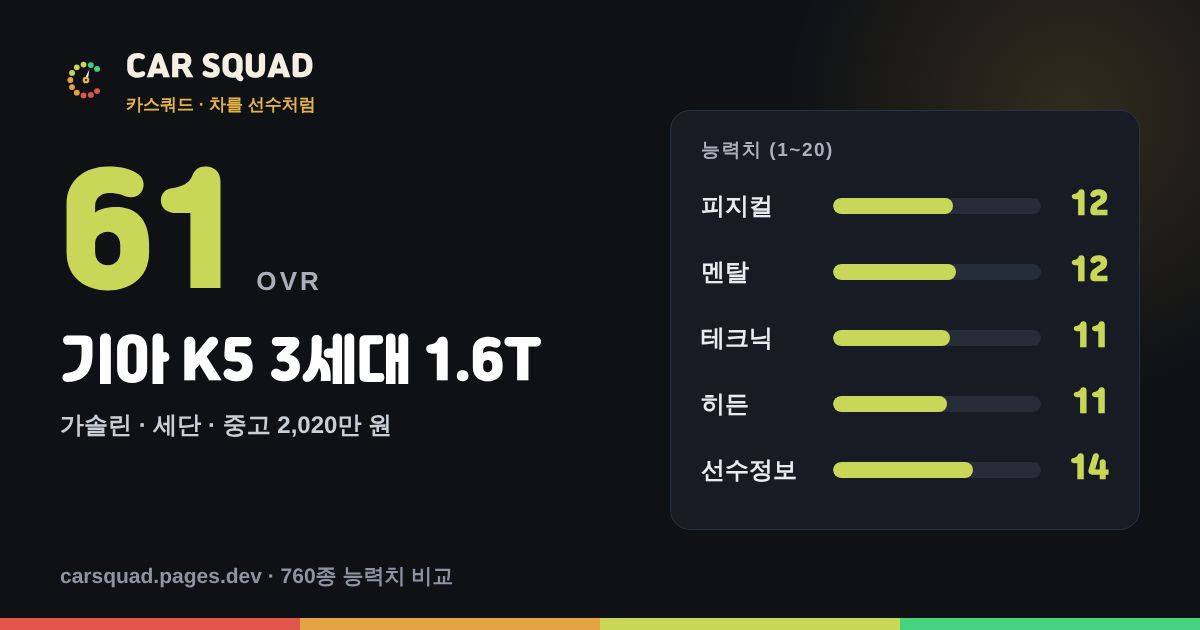 CAR SQUAD
카스쿼드 · 차를 선수처럼
61 OVR
기아 K5 3세대 1.6T
가솔린 · 세단 · 중고 2,020만 원
능력치 (1~20)
피지컬 12
멘탈 12
테크닉 11
히든 11
선수정보 14
carsquad.pages.dev · 760종 능력치 비교